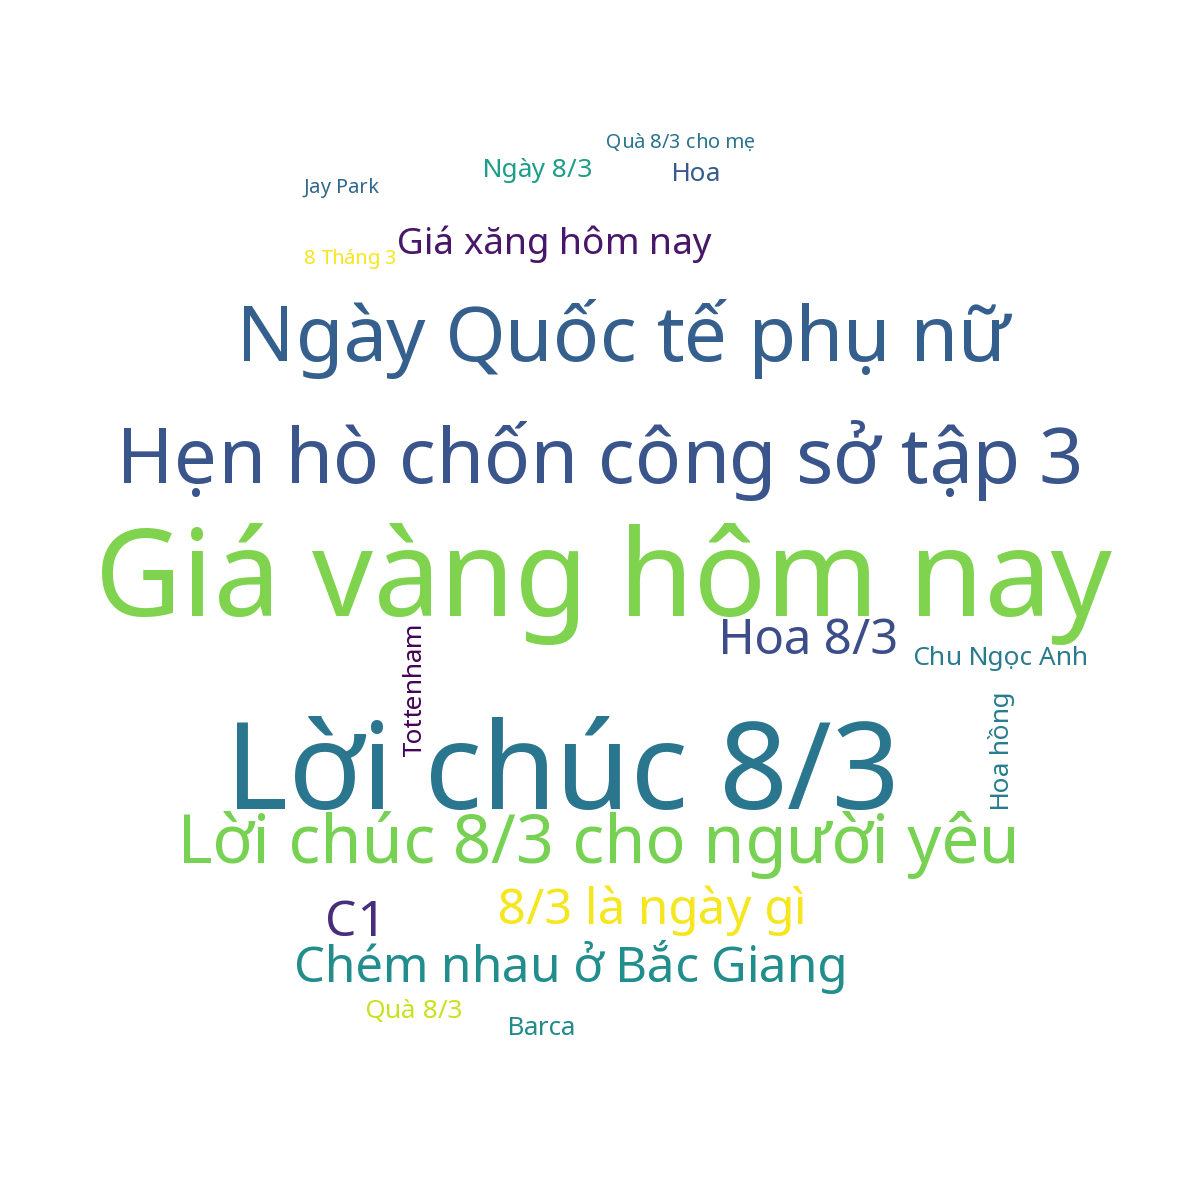 Quà 8/3 cho mẹ
Ngày 8/3
Hoa
Jay Park
Giá xăng hôm nay
8 Tháng 3
Ngày Quốc tế phụ nữ
Hẹn hò chốn công sở tập 3
Giá vàng hôm nay
Hoa 8/3
Chu Ngọc Anh
Tottenham
Hoa hồng
Lời chúc 8/3
Lời chúc 8/3 cho người yêu
8/3 là ngày gì
C1
Chém nhau ở Bắc Giang
Quà 8/3
Barca